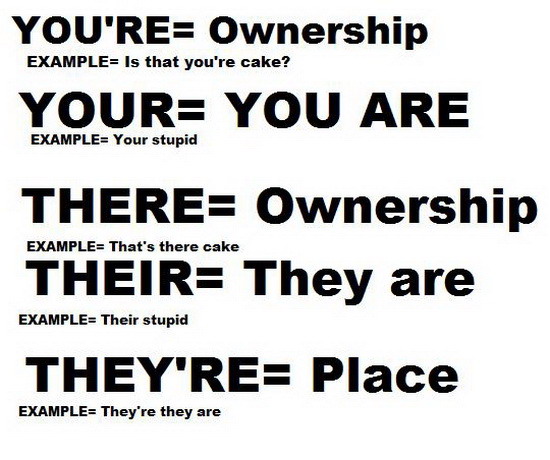 YOU'RE= Ownership
EXAMPLE= Is that you're cake?
YOUR= YOU ARE
EXAMPLE= Your stupid
THERE= Ownership
EXAMPLE= That's there cake
THEIR= They are
EXAMPLE= Their stupid
THEY'RE= Place
EXAMPLE= They're they are